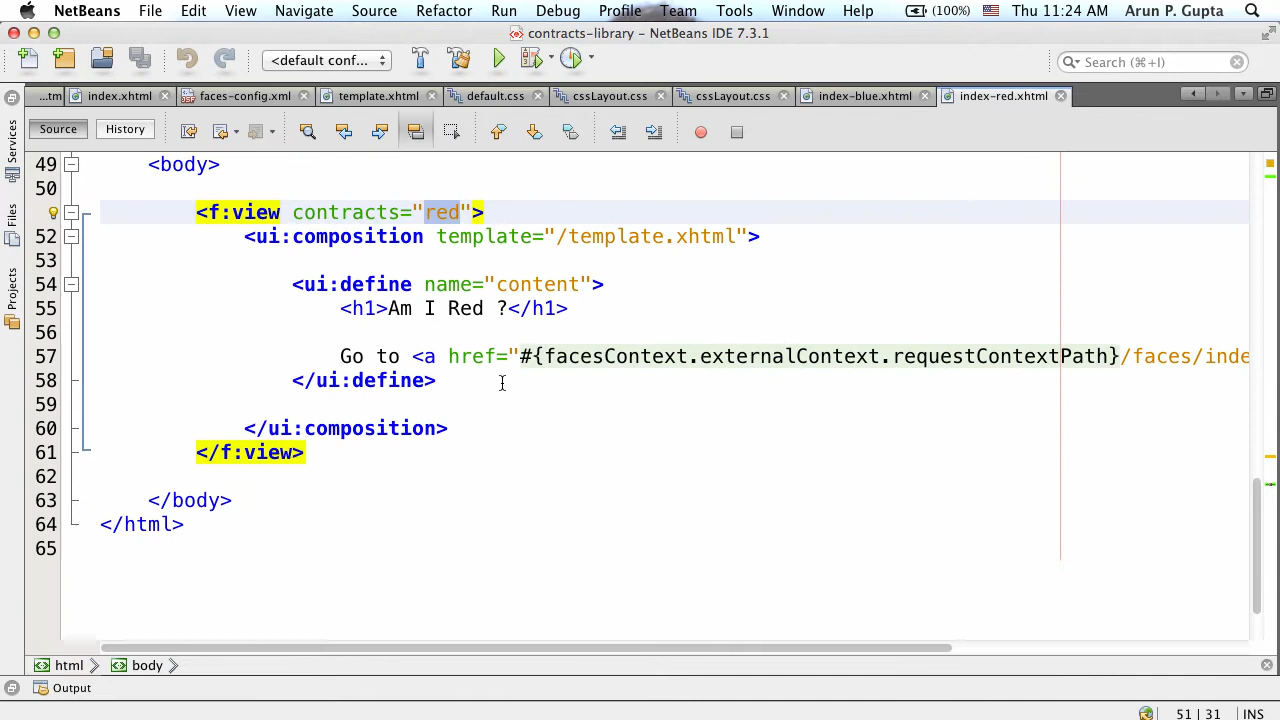 NetBeans File Edit View Navigate Source Refactor Run Debug Profile Team Tools Window Help (100%) Thu 11:24 AM Arun P. Gupta
contracts-library - NetBeans IDE 7.3.1
<default conf... Search (⌘+I)
...tm index.xhtml faces-config.xml template.xhtml default.css cssLayout.css cssLayout.css index-blue.xhtml index-red.xhtml
Source History
Services
Files
Projects
49 <body>
50
<f:view contracts="red">
52 <ui:composition template="/template.xhtml">
53
54 <ui:define name="content">
55 <h1>Am I Red ?</h1>
56
57 Go to <a href="#{facesContext.externalContext.requestContextPath}/faces/inde
58 </ui:define>
59
60 </ui:composition>
61 </f:view>
62
63 </body>
64 </html>
65
html body
Output
51 | 31 INS